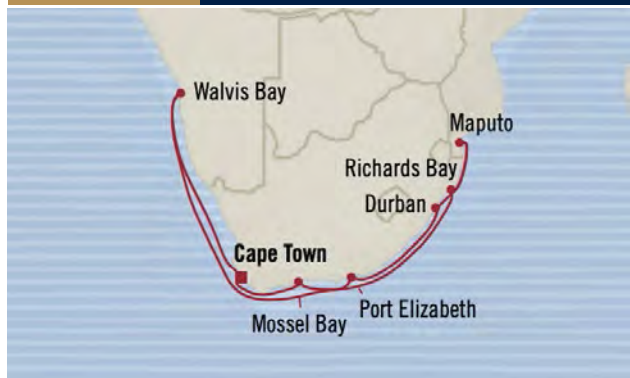 Walvis Bay
Maputo
Richards Bay
Durban
Cape Town
Port Elizabeth
Mossel Bay